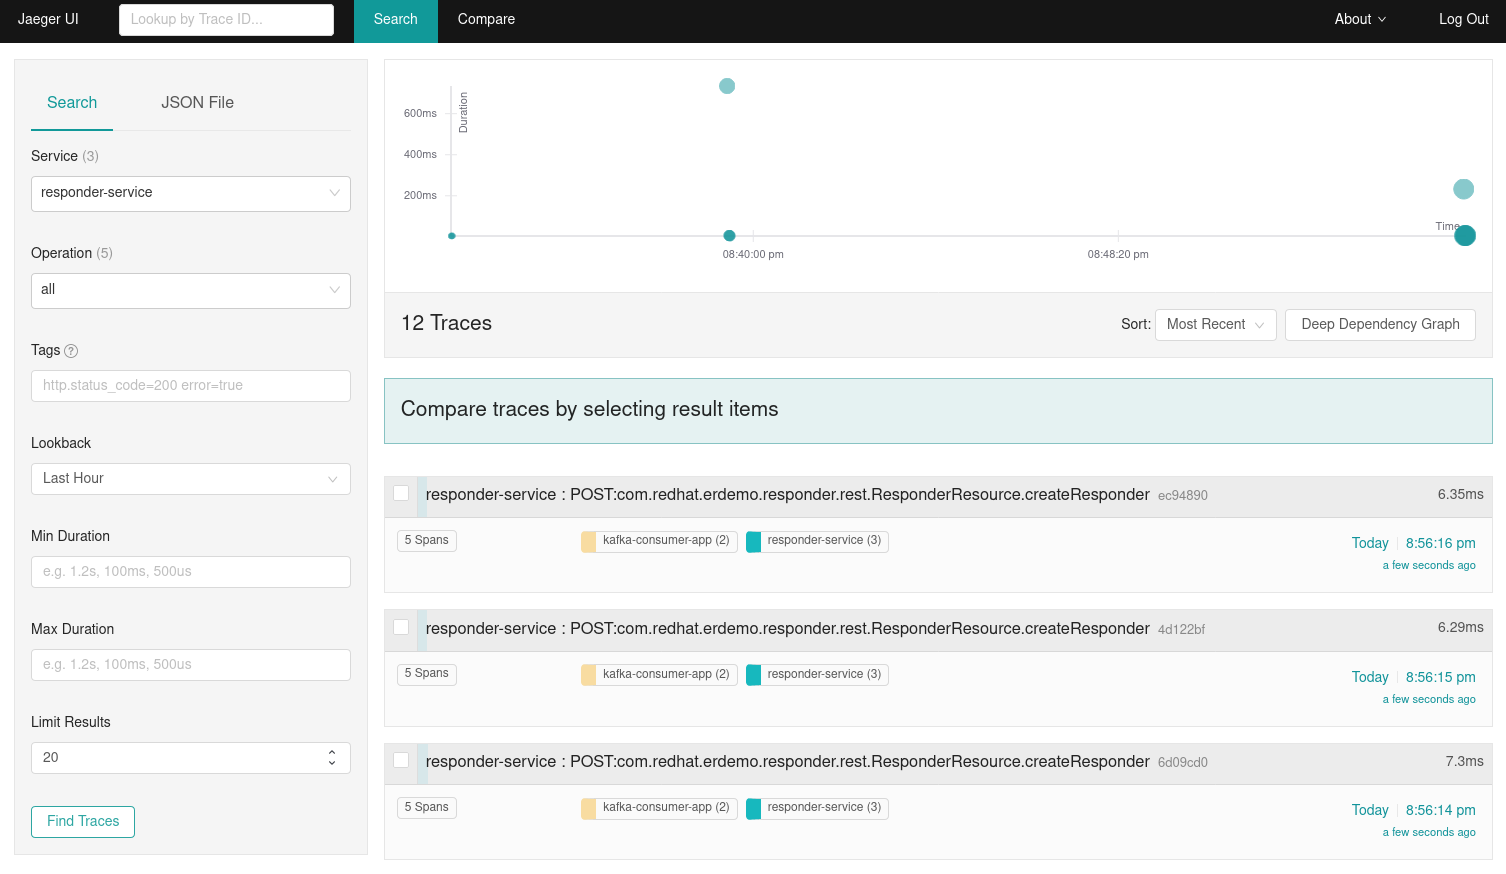 Jaeger UI
Lookup by Trace ID...
Search
Compare
About
Log Out
Search
JSON File
Service (3)
responder-service
Operation (5)
all
Tags ?
http.status_code=200 error=true
Lookback
Last Hour
Min Duration
e.g. 1.2s, 100ms, 500us
Max Duration
e.g. 1.2s, 100ms, 500us
Limit Results
20
Find Traces
Duration
600ms
400ms
200ms
Time
08:40:00 pm
08:48:20 pm
12 Traces
Sort: Most Recent
Deep Dependency Graph
Compare traces by selecting result items
responder-service : POST:com.redhat.erdemo.responder.rest.ResponderResource.createResponder ec94890 6.35ms
5 Spans kafka-consumer-app (2) responder-service (3) Today 8:56:16 pm
a few seconds ago
responder-service : POST:com.redhat.erdemo.responder.rest.ResponderResource.createResponder 4d122bf 6.29ms
5 Spans kafka-consumer-app (2) responder-service (3) Today 8:56:15 pm
a few seconds ago
responder-service : POST:com.redhat.erdemo.responder.rest.ResponderResource.createResponder 6d09cd0 7.3ms
5 Spans kafka-consumer-app (2) responder-service (3) Today 8:56:14 pm
a few seconds ago